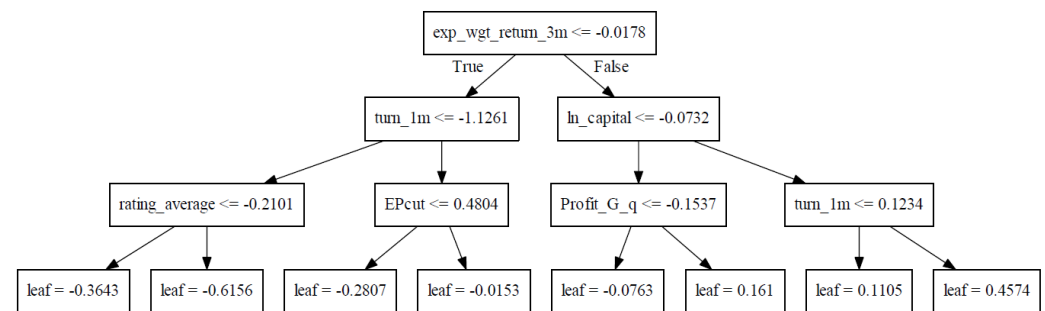 exp_wgt_return_3m <= -0.0178
True
False
turn_1m <= -1.1261
ln_capital <= -0.0732
rating_average <= -0.2101
EPcut <= 0.4804
Profit_G_q <= -0.1537
turn_1m <= 0.1234
leaf = -0.3643
leaf = -0.6156
leaf = -0.2807
leaf = -0.0153
leaf = -0.0763
leaf = 0.161
leaf = 0.1105
leaf = 0.4574